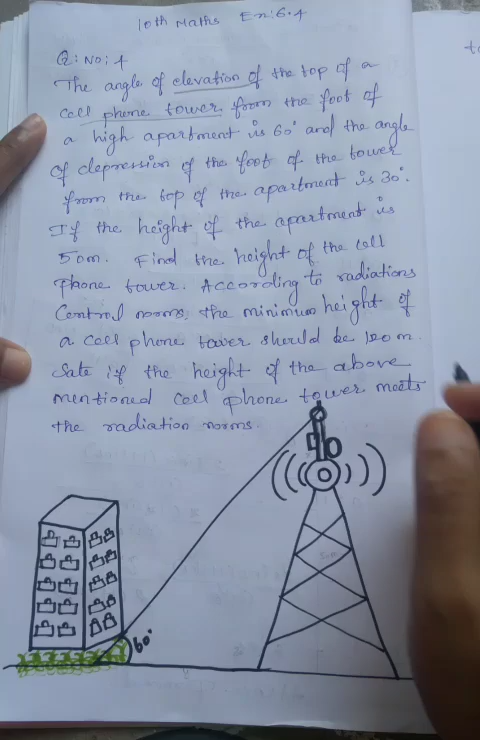 10th Maths Ex:6.4
Q: No; 4
The angle of elevation of the top of a
cell phone tower from the foot of
a high apartment is 60° and the angle
of depression of the foot of the tower
from the top of the apartment is 30°.
If the height of the apartment is
50m. Find the height of the cell
Phone tower. According to radiations
Control norms, the minimum height of
a cell phone tower should be 120 m.
Sate if the height of the above
mentioned cell phone tower meets
the radiation norms.
60°